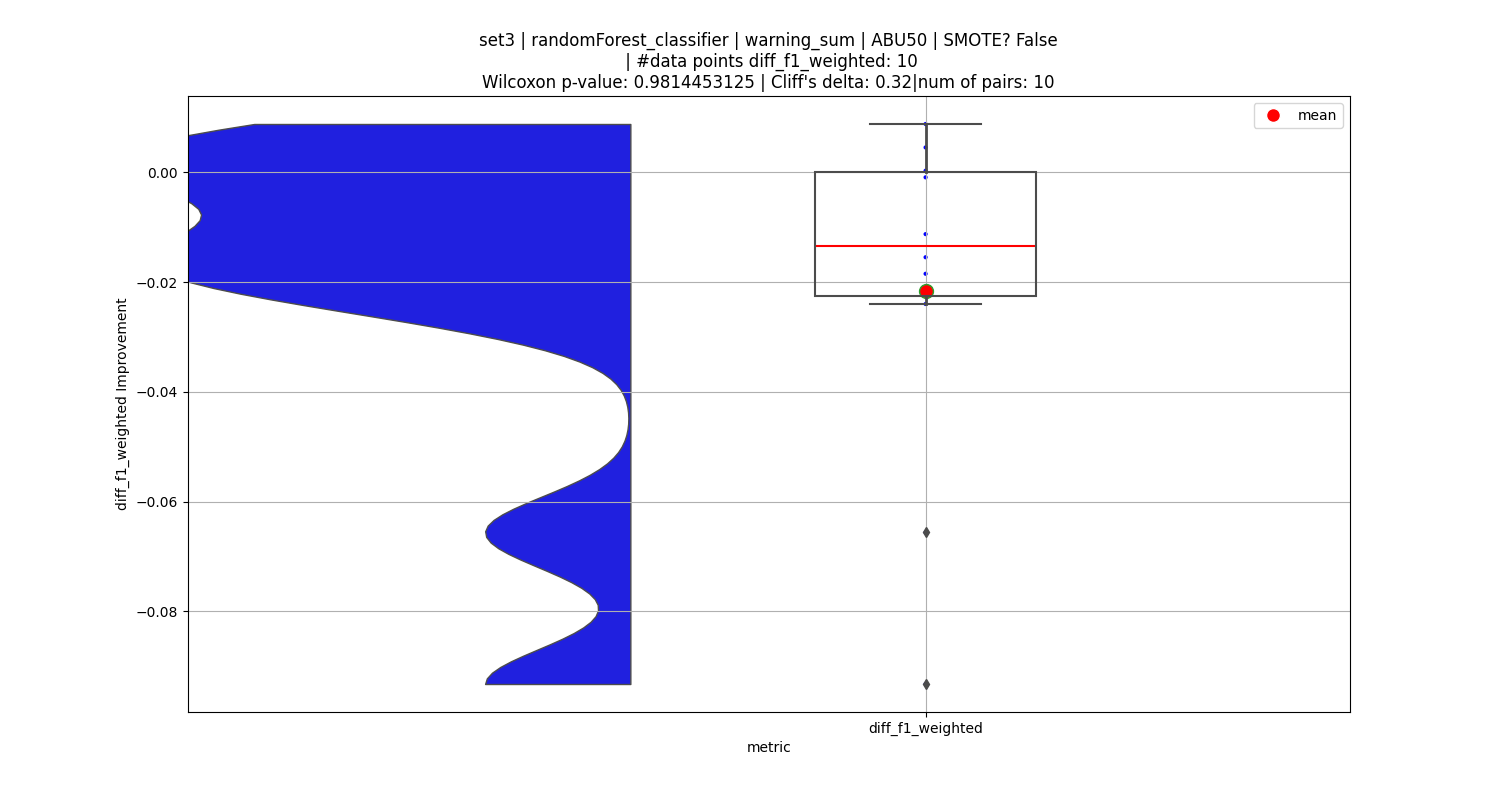 set3 | randomForest_classifier | warning_sum | ABU50 | SMOTE? False
| #data points diff_f1_weighted: 10
Wilcoxon p-value: 0.9814453125 | Cliff's delta: 0.32|num of pairs: 10
mean
0.00
−0.02
−0.04
−0.06
−0.08
diff_f1_weighted Improvement
diff_f1_weighted
metric